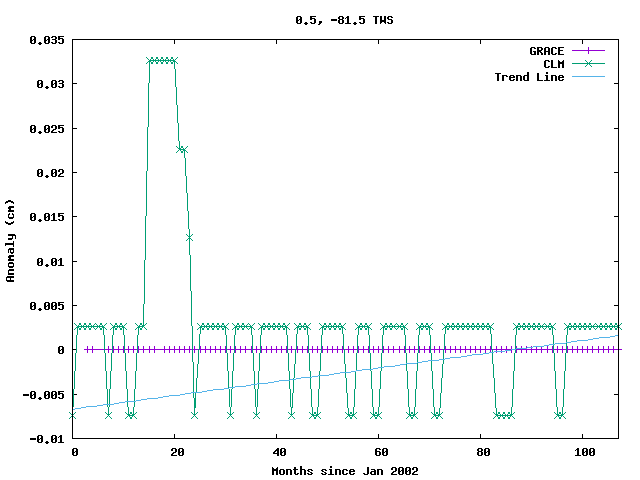 0.5, -81.5 TWS
0.035
0.03
0.025
0.02
0.015
0.01
0.005
0
-0.005
-0.01
Anomaly (cm)
GRACE
CLM
Trend Line
0 20 40 60 80 100
Months since Jan 2002